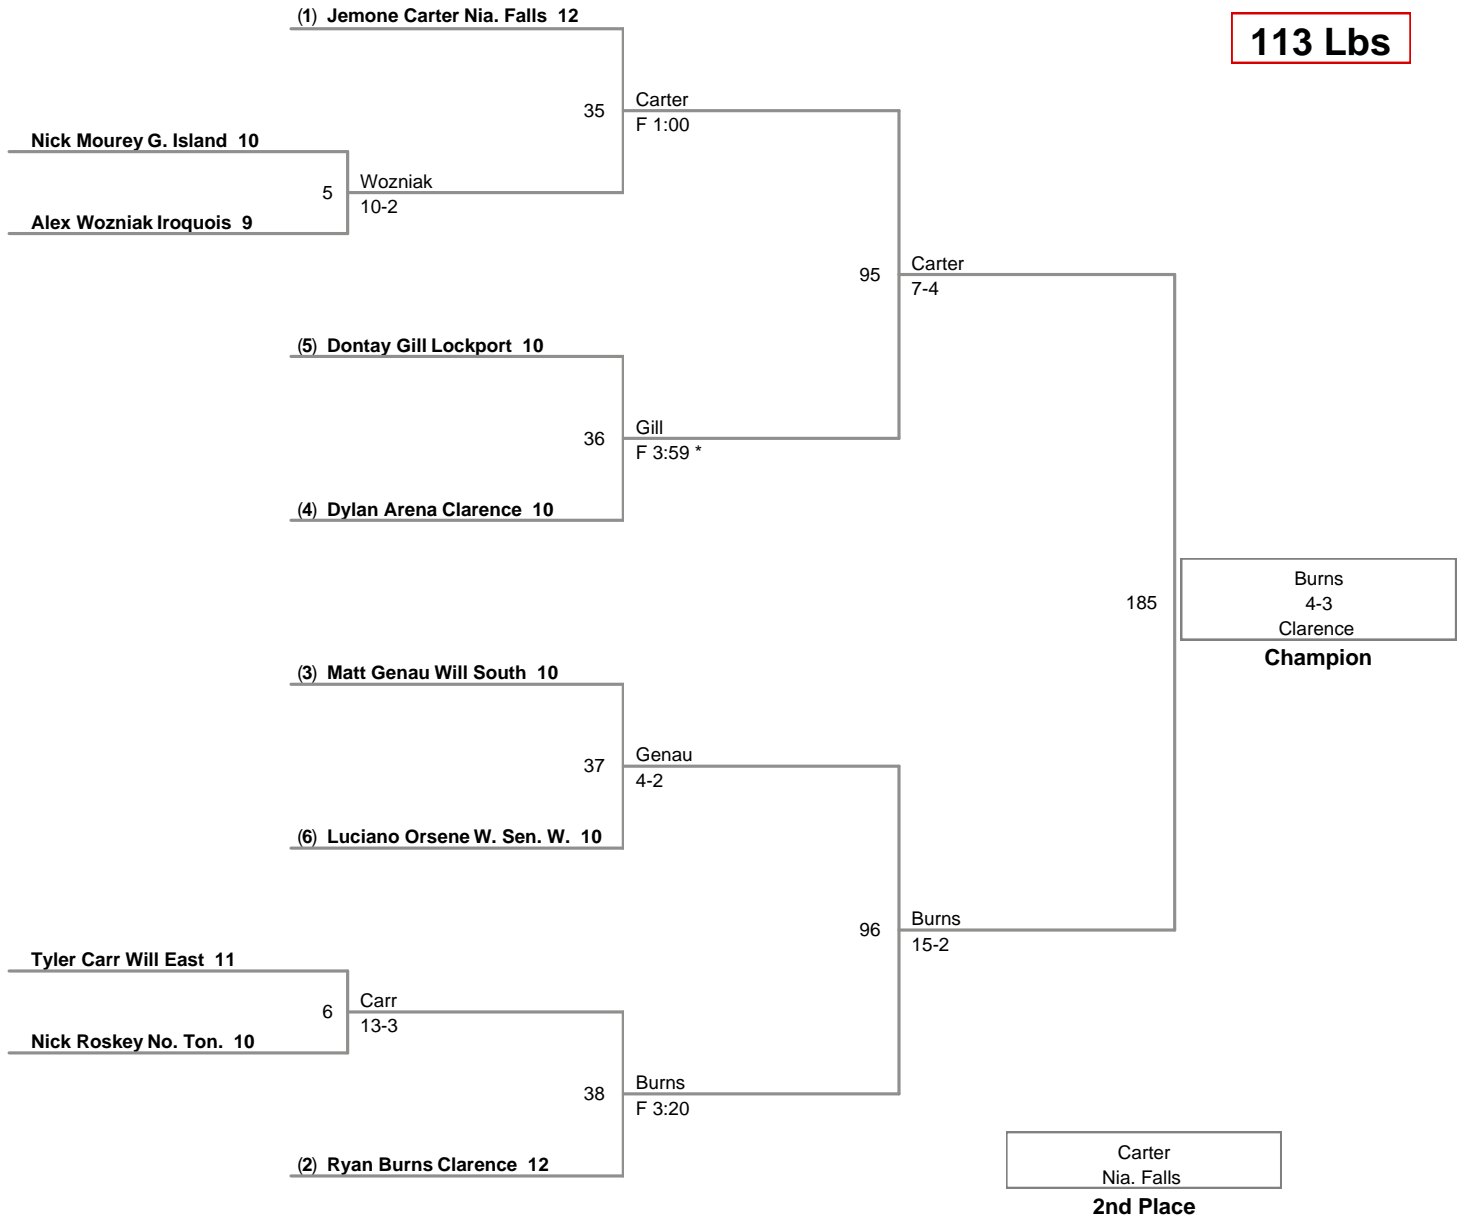 (1) Jemone Carter Nia. Falls 12
113 Lbs
35
Carter
F 1:00
Nick Mourey G. Island 10
5
Wozniak
10-2
Alex Wozniak Iroquois 9
95
Carter
7-4
(5) Dontay Gill Lockport 10
36
Gill
F 3:59 *
(4) Dylan Arena Clarence 10
185
Burns
4-3
Clarence
Champion
(3) Matt Genau Will South 10
37
Genau
4-2
(6) Luciano Orsene W. Sen. W. 10
96
Burns
15-2
Tyler Carr Will East 11
6
Carr
13-3
Nick Roskey No. Ton. 10
38
Burns
F 3:20
(2) Ryan Burns Clarence 12
Carter
Nia. Falls
2nd Place